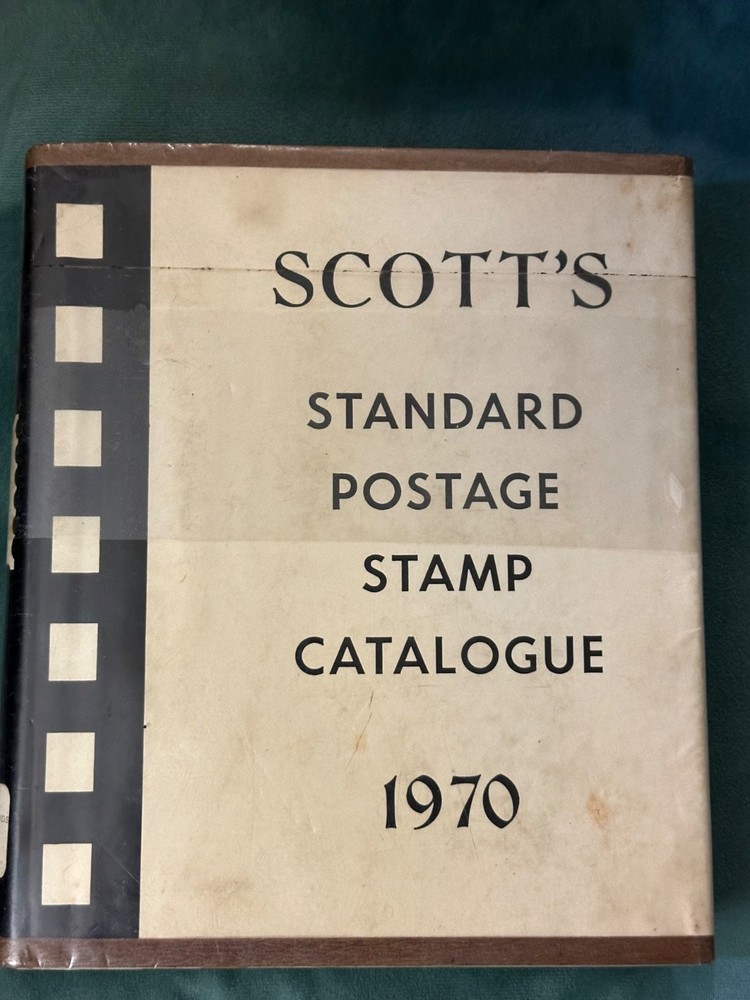 SCOTT'S
STANDARD
POSTAGE
STAMP
CATALOGUE
1970